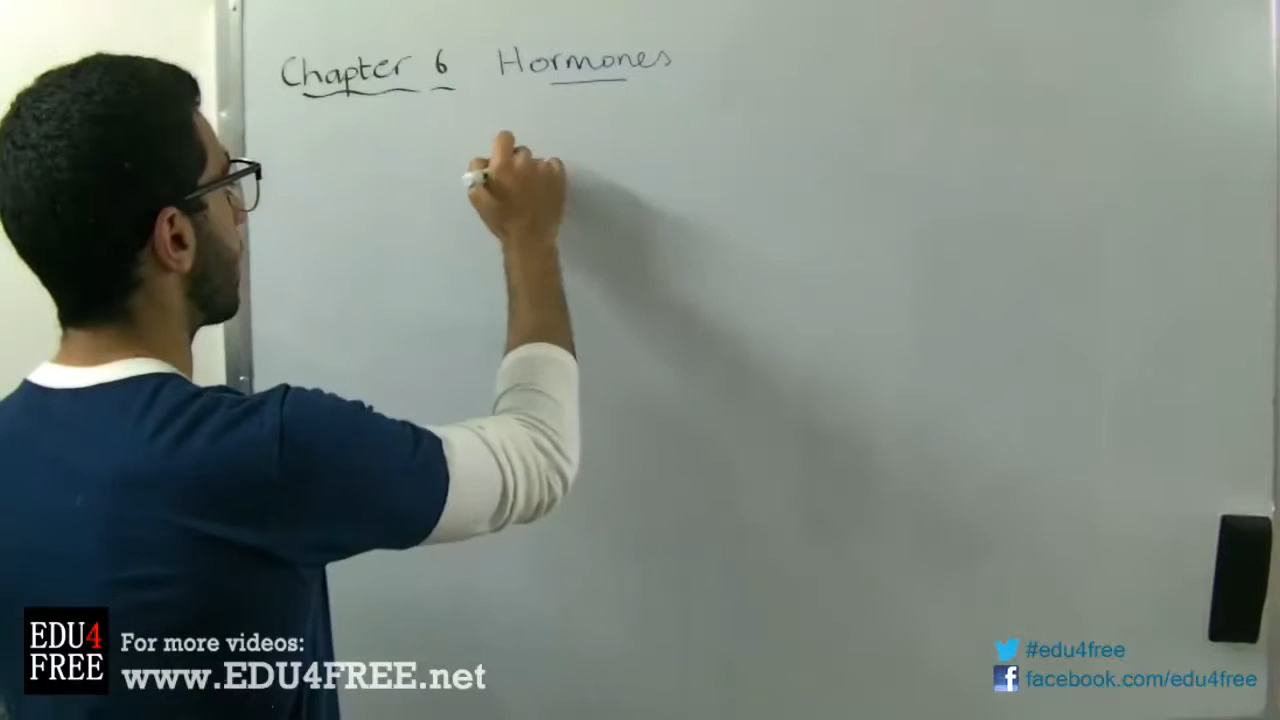 Chapter 6 Hormones
EDU4
FREE
For more videos:
www.EDU4FREE.net
#edu4free
facebook.com/edu4free